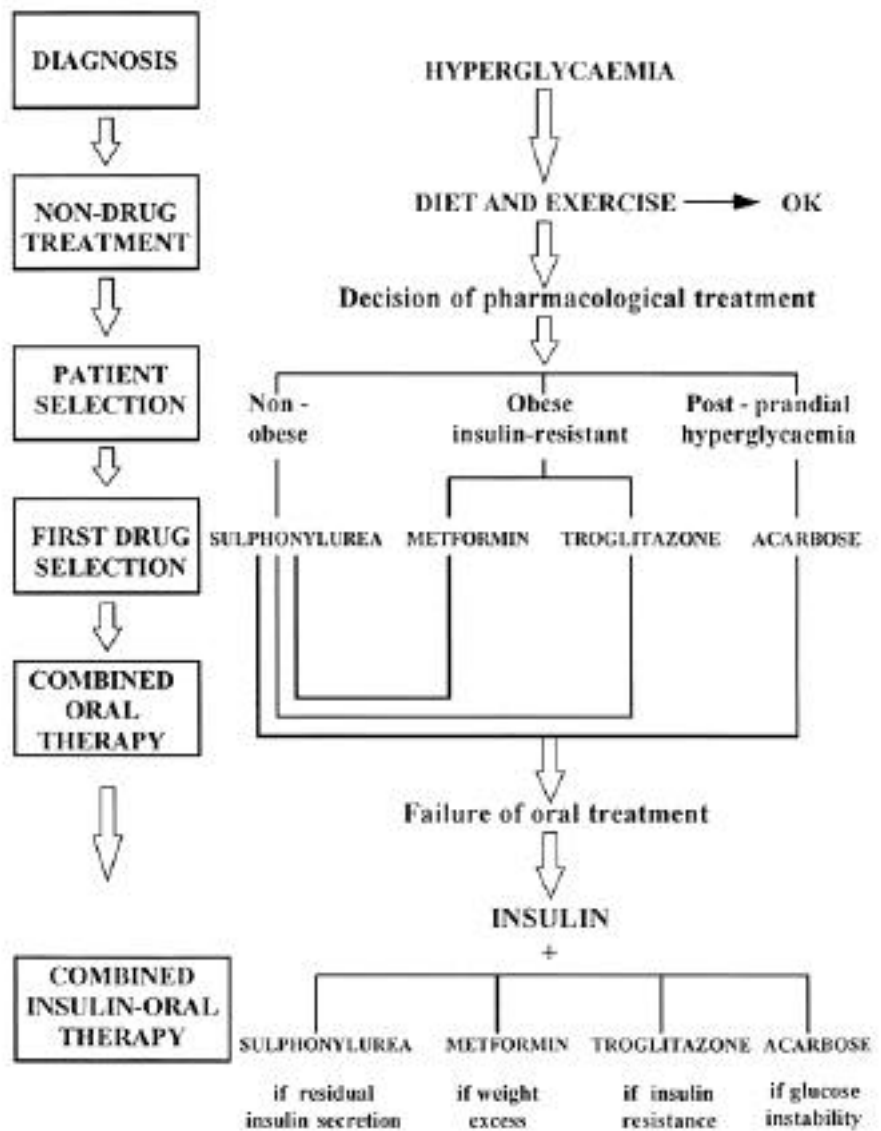 DIAGNOSIS
HYPERGLYCAEMIA
NON-DRUG
TREATMENT
DIET AND EXERCISE
OK
Decision of pharmacological treatment
PATIENT
SELECTION
Non -
obese
Obese
insulin-resistant
Post - prandial
hyperglycaemia
FIRST DRUG
SELECTION
SULPHONYLUREA
METFORMIN
TROGLITAZONE
ACARBOSE
COMBINED
ORAL
THERAPY
Failure of oral treatment
INSULIN
+
COMBINED
INSULIN-ORAL
THERAPY
SULPHONYLUREA
METFORMIN
TROGLITAZONE
ACARBOSE
if residual
insulin secretion
if weight
excess
if insulin
resistance
if glucose
instability